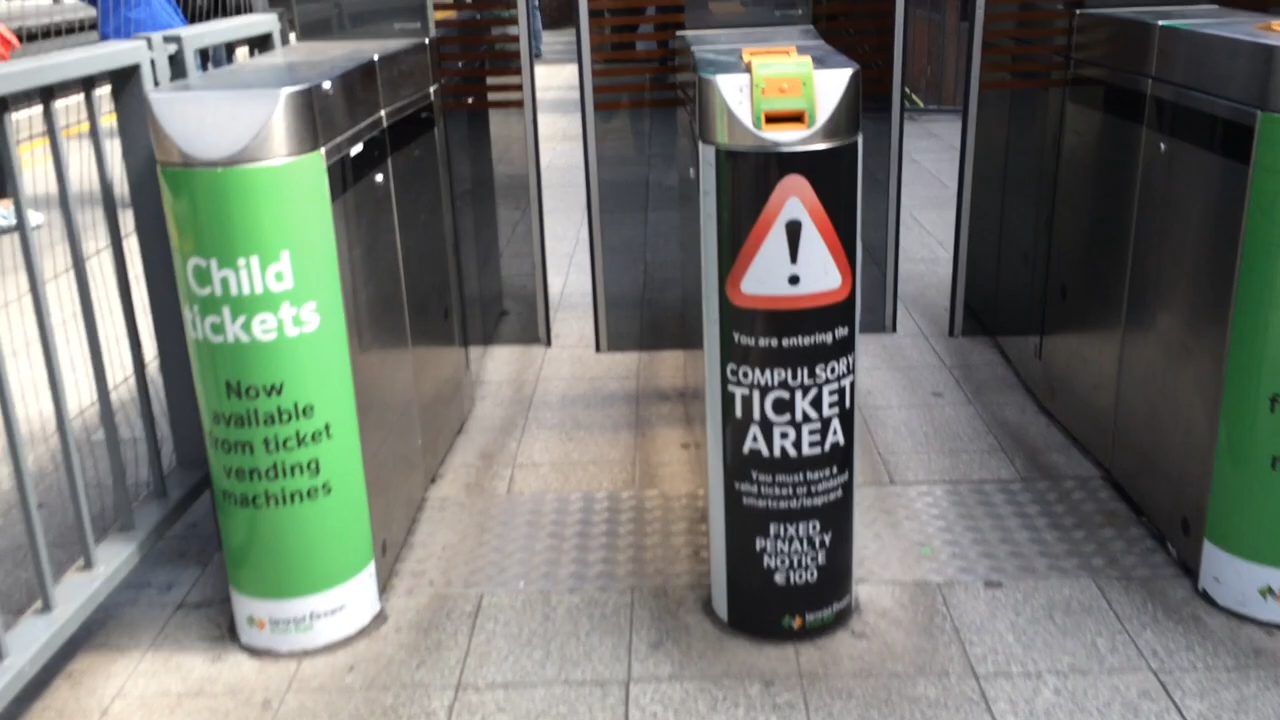 Child
tickets
Now
available
from ticket
vending
machines
You are entering the
COMPULSORY
TICKET
AREA
You must have a
valid ticket or validated
smartcard/leapcard
FIXED
PENALTY
NOTICE
€100